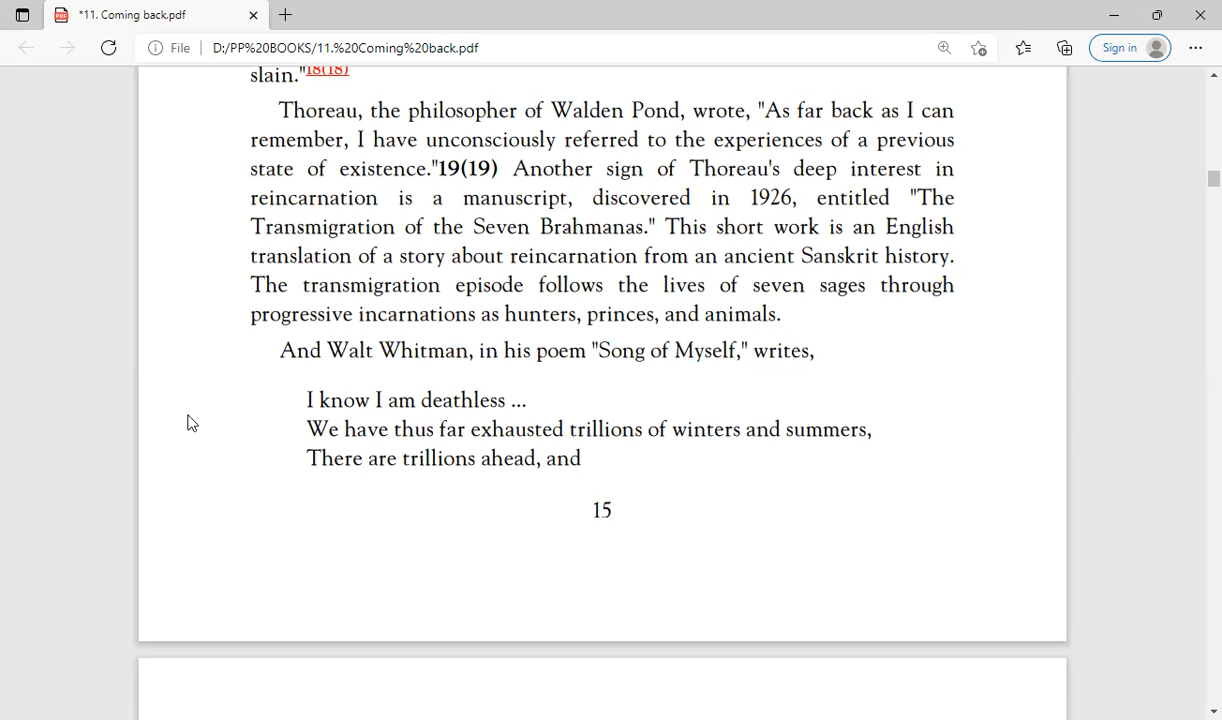 *11. Coming back.pdf
File
D:/PP%20BOOKS/11.%20Coming%20back.pdf
Sign in
slain."18(18)
Thoreau, the philosopher of Walden Pond, wrote, "As far back as I can
remember, I have unconsciously referred to the experiences of a previous
state of existence."19(19) Another sign of Thoreau's deep interest in
reincarnation is a manuscript, discovered in 1926, entitled "The
Transmigration of the Seven Brahmanas." This short work is an English
translation of a story about reincarnation from an ancient Sanskrit history.
The transmigration episode follows the lives of seven sages through
progressive incarnations as hunters, princes, and animals.
And Walt Whitman, in his poem "Song of Myself," writes,
I know I am deathless ...
We have thus far exhausted trillions of winters and summers,
There are trillions ahead, and
15